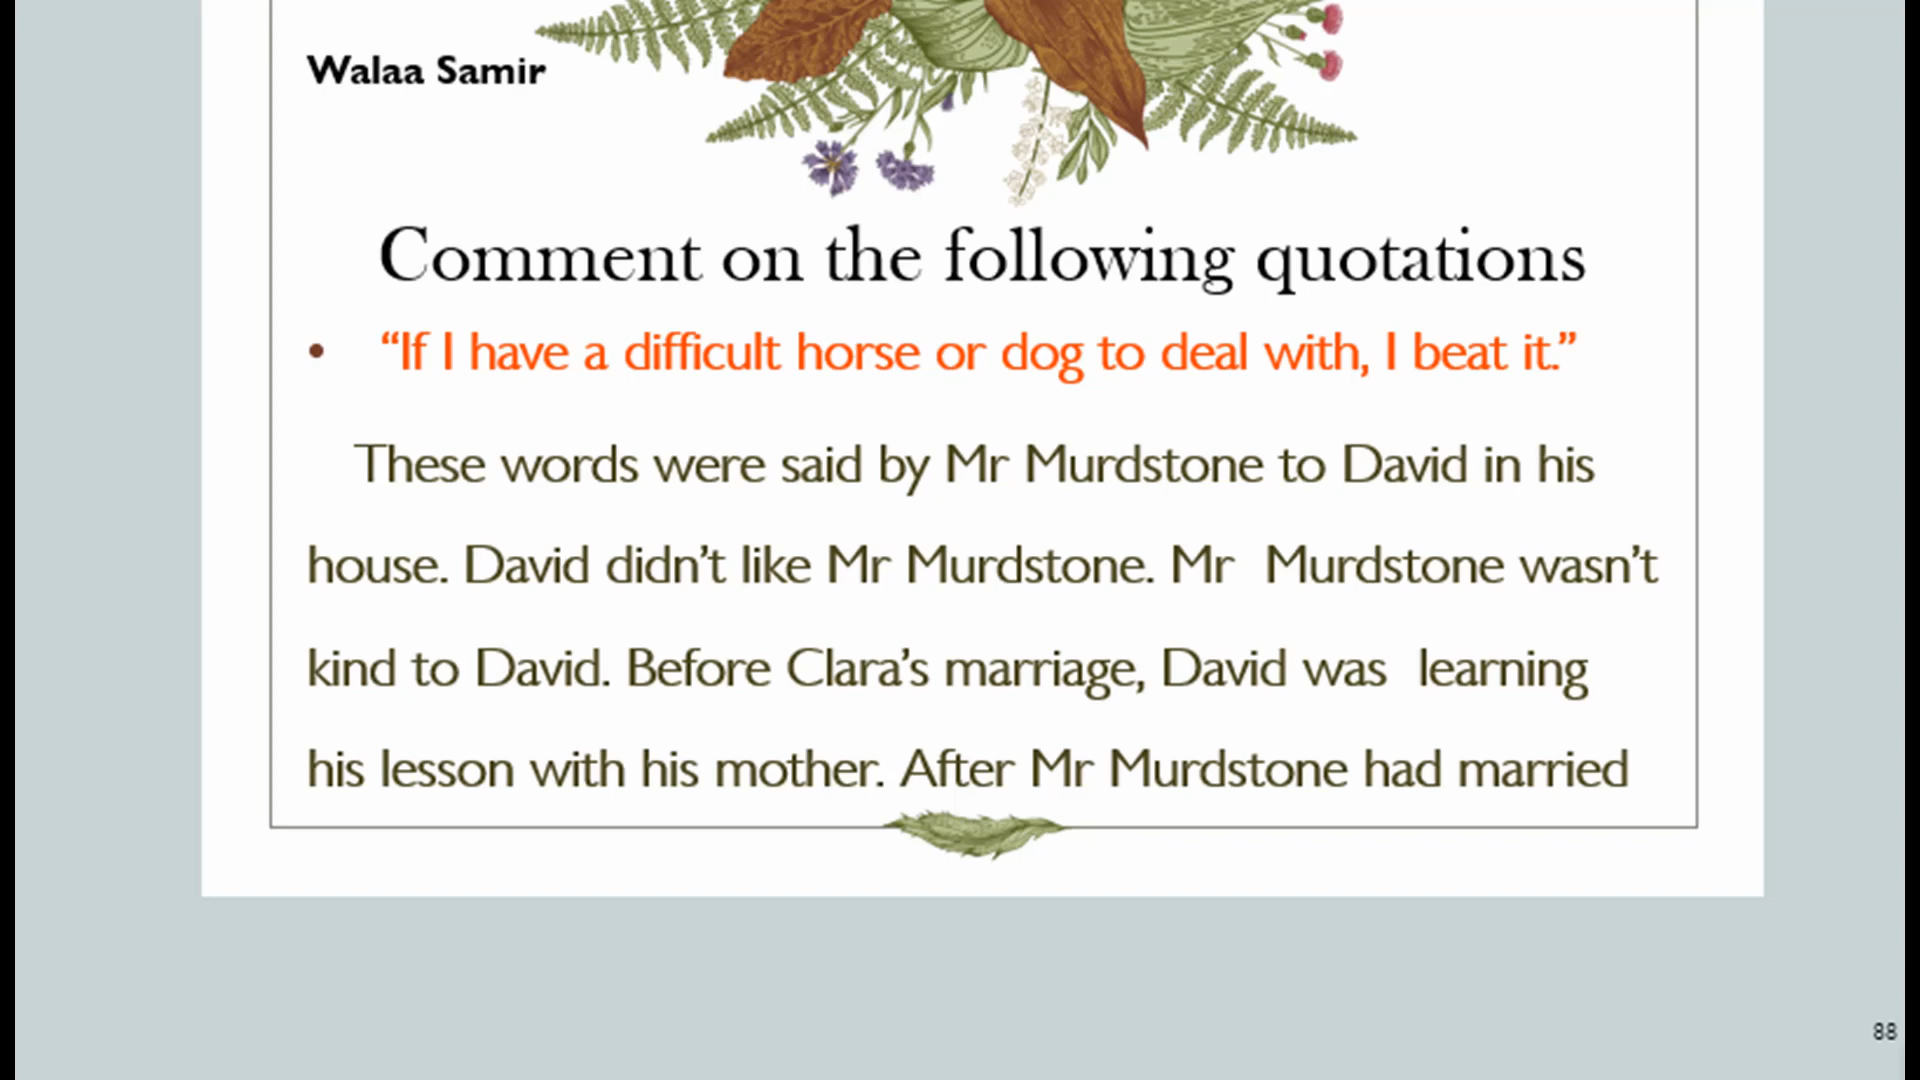 Walaa Samir
Comment on the following quotations
• “If I have a difficult horse or dog to deal with, I beat it.”
These words were said by Mr Murdstone to David in his
house. David didn’t like Mr Murdstone. Mr Murdstone wasn’t
kind to David. Before Clara’s marriage, David was learning
his lesson with his mother. After Mr Murdstone had married
88